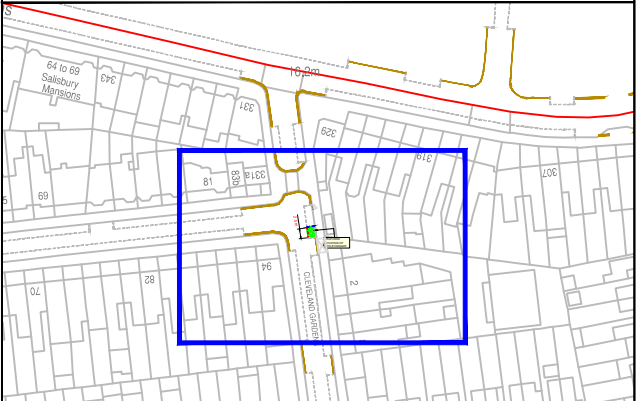 S
64 to 69
Salisbury
Mansions
343
331
16.2m
329
319
307
5
69
81
83b
331a
94
82
70
2
CLEVELAND GARDEN